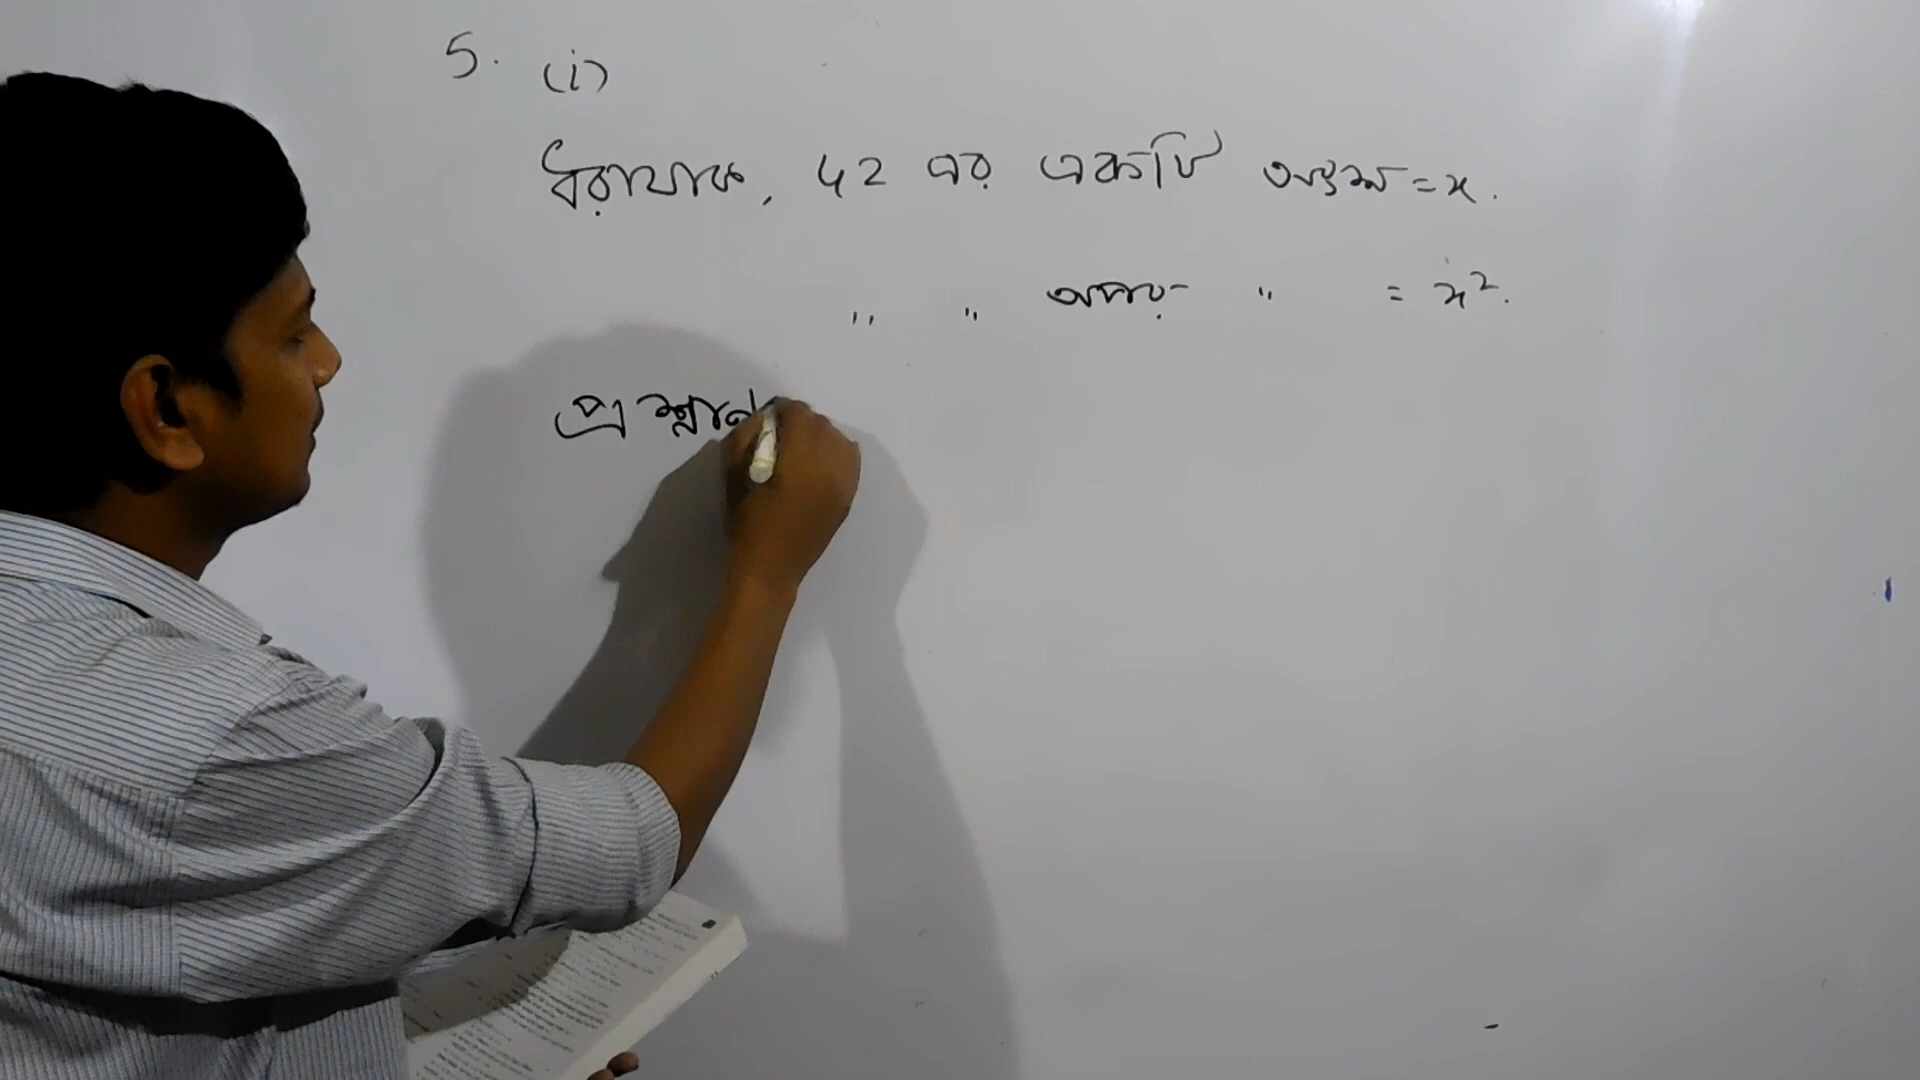 5. (i)
ধরাযাক, 42 এর একটি অংশ = x.
,, ,, অপর ,, = x².
প্রশ্নান